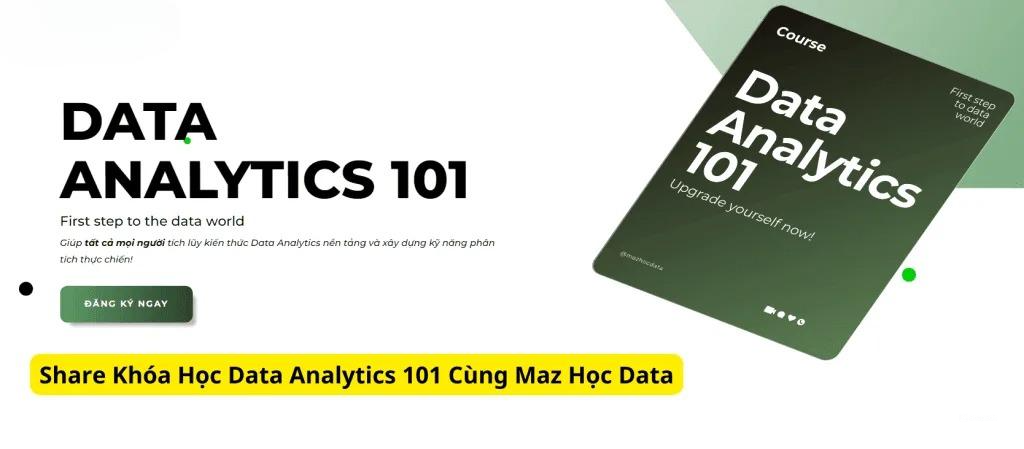 DATA
ANALYTICS 101
First step to the data world
Giúp tất cả mọi người tích lũy kiến thức Data Analytics nền tảng và xây dựng kỹ năng phân
tích thực chiến!
ĐĂNG KÝ NGAY
Share Khóa Học Data Analytics 101 Cùng Maz Học Data
Course
First step
to data
world
Data
Analytics
101
Upgrade yourself now!
@mazhocdata